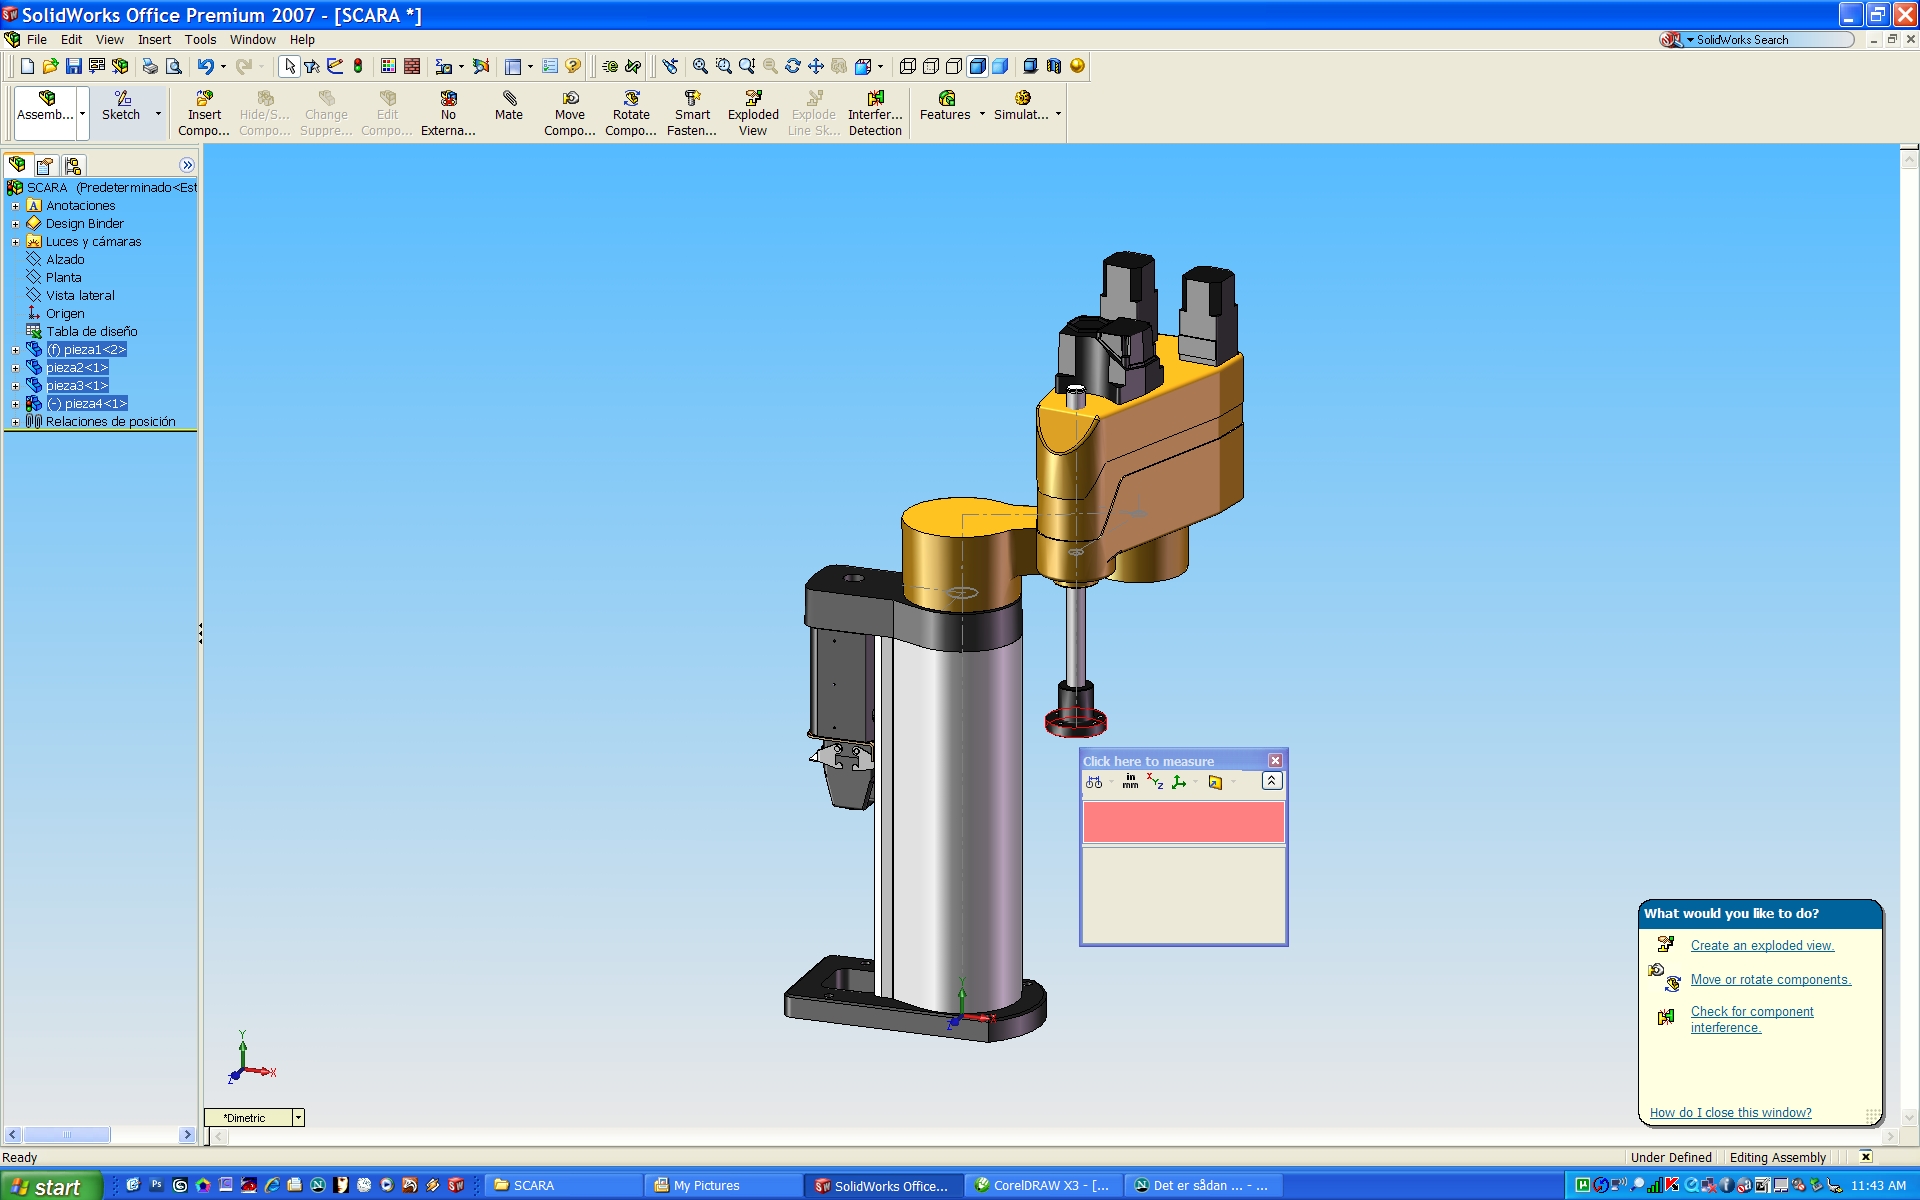 SolidWorks Office Premium 2007 - [SCARA *]
File Edit View Insert Tools Window Help
SolidWorks Search
Assemb...
Sketch
Insert Compo...
Hide/S... Compo...
Change Suppre...
Edit Compo...
No Externa...
Mate
Move Compo...
Rotate Compo...
Smart Fasten...
Exploded View
Explode Line Sk...
Interfer... Detection
Features
Simulat...
SCARA (Predeterminado<Est
Anotaciones
Design Binder
Luces y cámaras
Alzado
Planta
Vista lateral
Origen
Tabla de diseño
(f) pieza1<2>
pieza2<1>
pieza3<1>
(-) pieza4<1>
Relaciones de posición
Click here to measure
in
mm
X Y Z
What would you like to do?
Create an exploded view.
Move or rotate components.
Check for component
interference.
How do I close this window?
Y
X
Z
Y
X
Z
*Dimetric
Ready
Under Defined
Editing Assembly
start
SCARA
My Pictures
SolidWorks Office...
CorelDRAW X3 - [...
Det er sådan ... - ...
11:43 AM